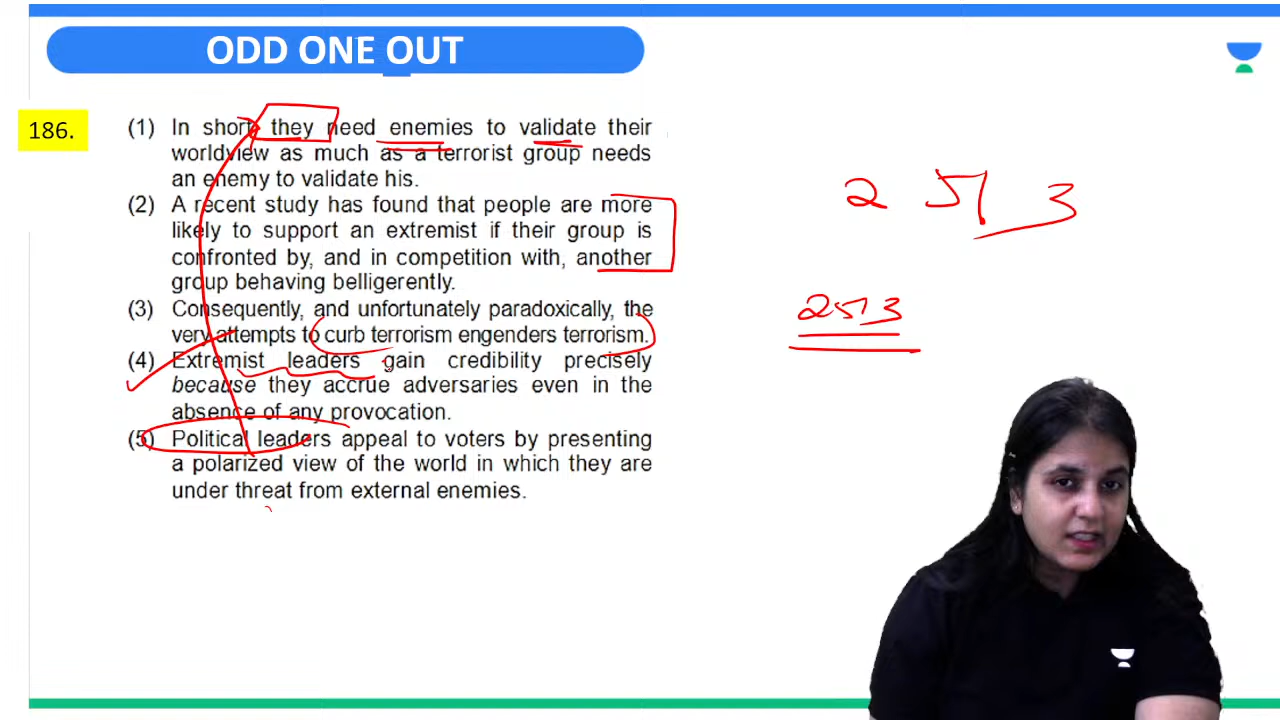 ODD ONE OUT
186.
(1) In short they need enemies to validate their
worldview as much as a terrorist group needs
an enemy to validate his.
(2) A recent study has found that people are more
likely to support an extremist if their group is
confronted by, and in competition with, another
group behaving belligerently.
(3) Consequently, and unfortunately paradoxically, the
very attempts to curb terrorism engenders terrorism.
(4) Extremist leaders gain credibility precisely
because they accrue adversaries even in the
absence of any provocation.
(5) Political leaders appeal to voters by presenting
a polarized view of the world in which they are
under threat from external enemies.
2 51 3
2513